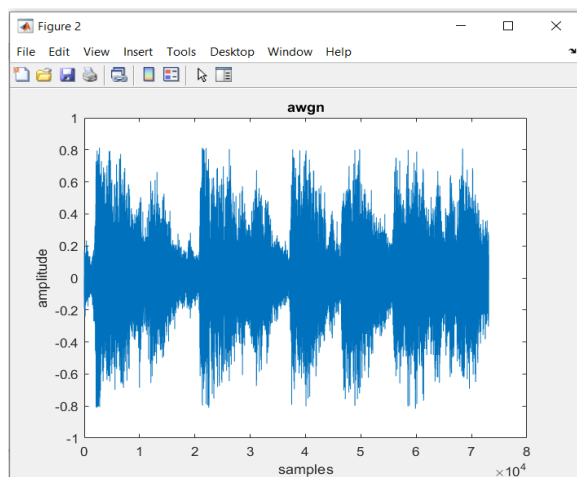 Figure 2
File Edit View Insert Tools Desktop Window Help
awgn
1
0.8
0.6
0.4
0.2
0
-0.2
-0.4
-0.6
-0.8
-1
amplitude
0 1 2 3 4 5 6 7 8
samples
×10⁴